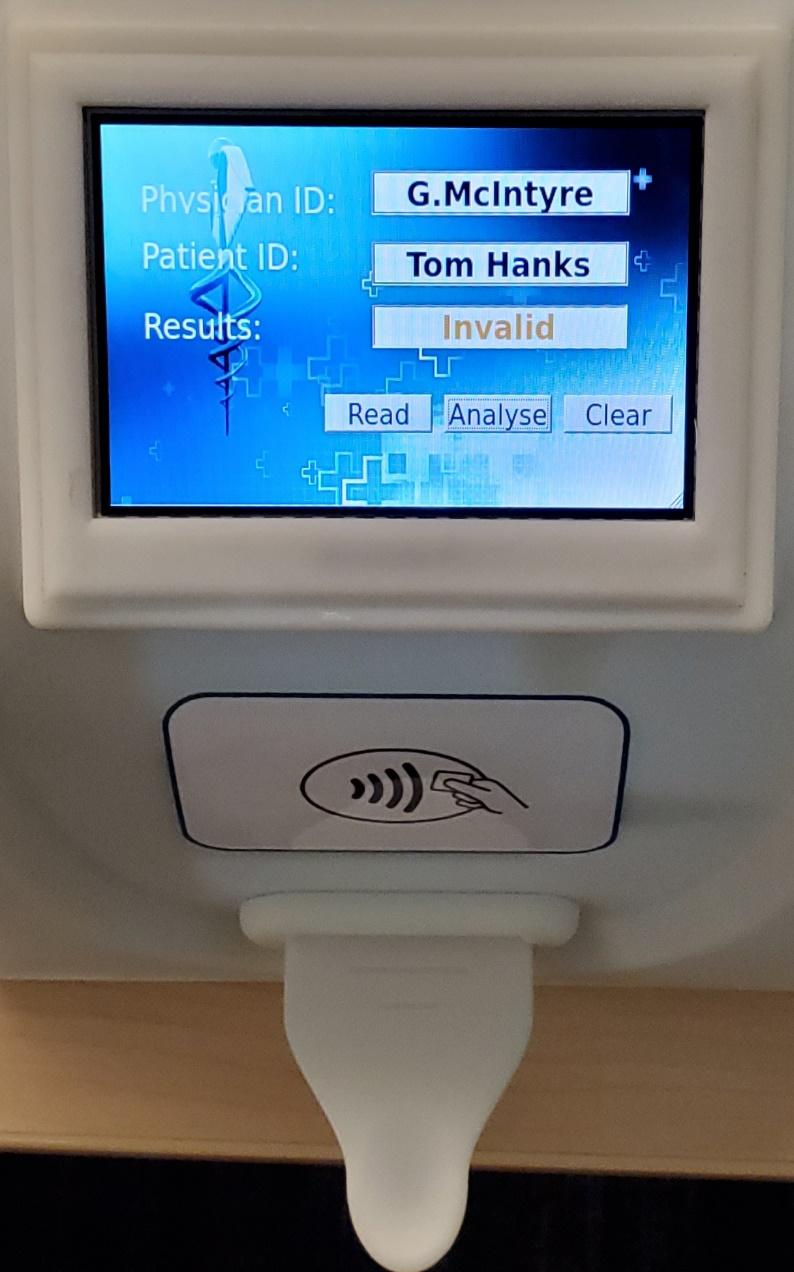 Physician ID: G.McIntyre
Patient ID: Tom Hanks
Results: Invalid
Read Analyse Clear